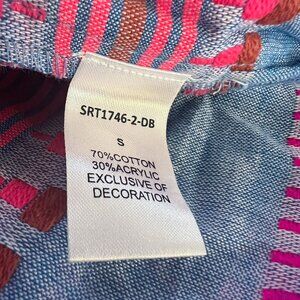 SRT1746-2-DB
S
70%COTTON
30%ACRYLIC
EXCLUSIVE OF
DECORATION